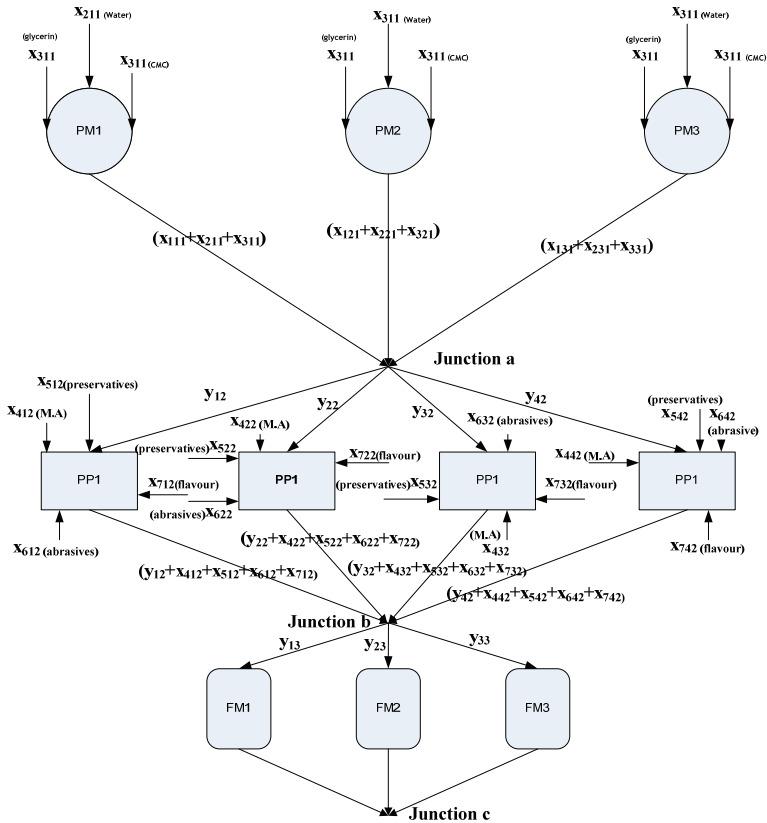 x211 (Water)
(glycerin)
x311
x311 (CMC)
PM1
x311 (Water)
(glycerin)
x311
x311 (CMC)
PM2
x311 (Water)
(glycerin)
x311
x311 (CMC)
PM3
(x111+x211+x311)
(x121+x221+x321)
(x131+x231+x331)
Junction a
y12
y22
y32
y42
x512(preservatives)
x412 (M.A)
PP1
x712(flavour)
x612 (abrasives)
x422 (M.A)
(preservatives)x522
PP1
x722(flavour)
(abrasives)x622
x632 (abrasives)
(preservatives)x532
PP1
x732(flavour)
(M.A)
x432
(preservatives)
x542
x642
(abrasive)
x442 (M.A)
PP1
x742 (flavour)
(y12+x412+x512+x612+x712)
(y22+x422+x522+x622+x722)
(y32+x432+x532+x632+x732)
(y42+x442+x542+x642+x742)
Junction b
y13
y23
y33
FM1
FM2
FM3
Junction c